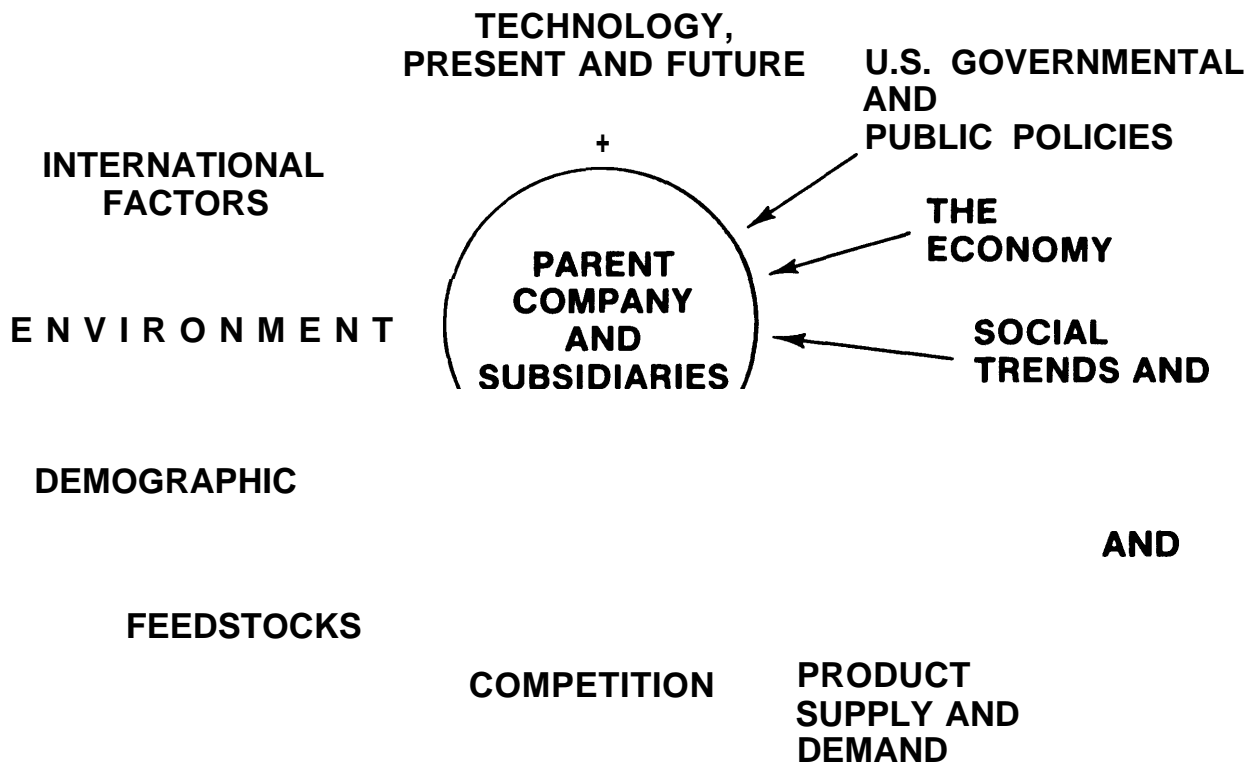 TECHNOLOGY,
PRESENT AND FUTURE
U.S. GOVERNMENTAL
AND
PUBLIC POLICIES
INTERNATIONAL
FACTORS
THE
ECONOMY
PARENT
COMPANY
AND
SUBSIDIARIES
ENVIRONMENT
SOCIAL
TRENDS AND
DEMOGRAPHIC
AND
FEEDSTOCKS
COMPETITION
PRODUCT
SUPPLY AND
DEMAND